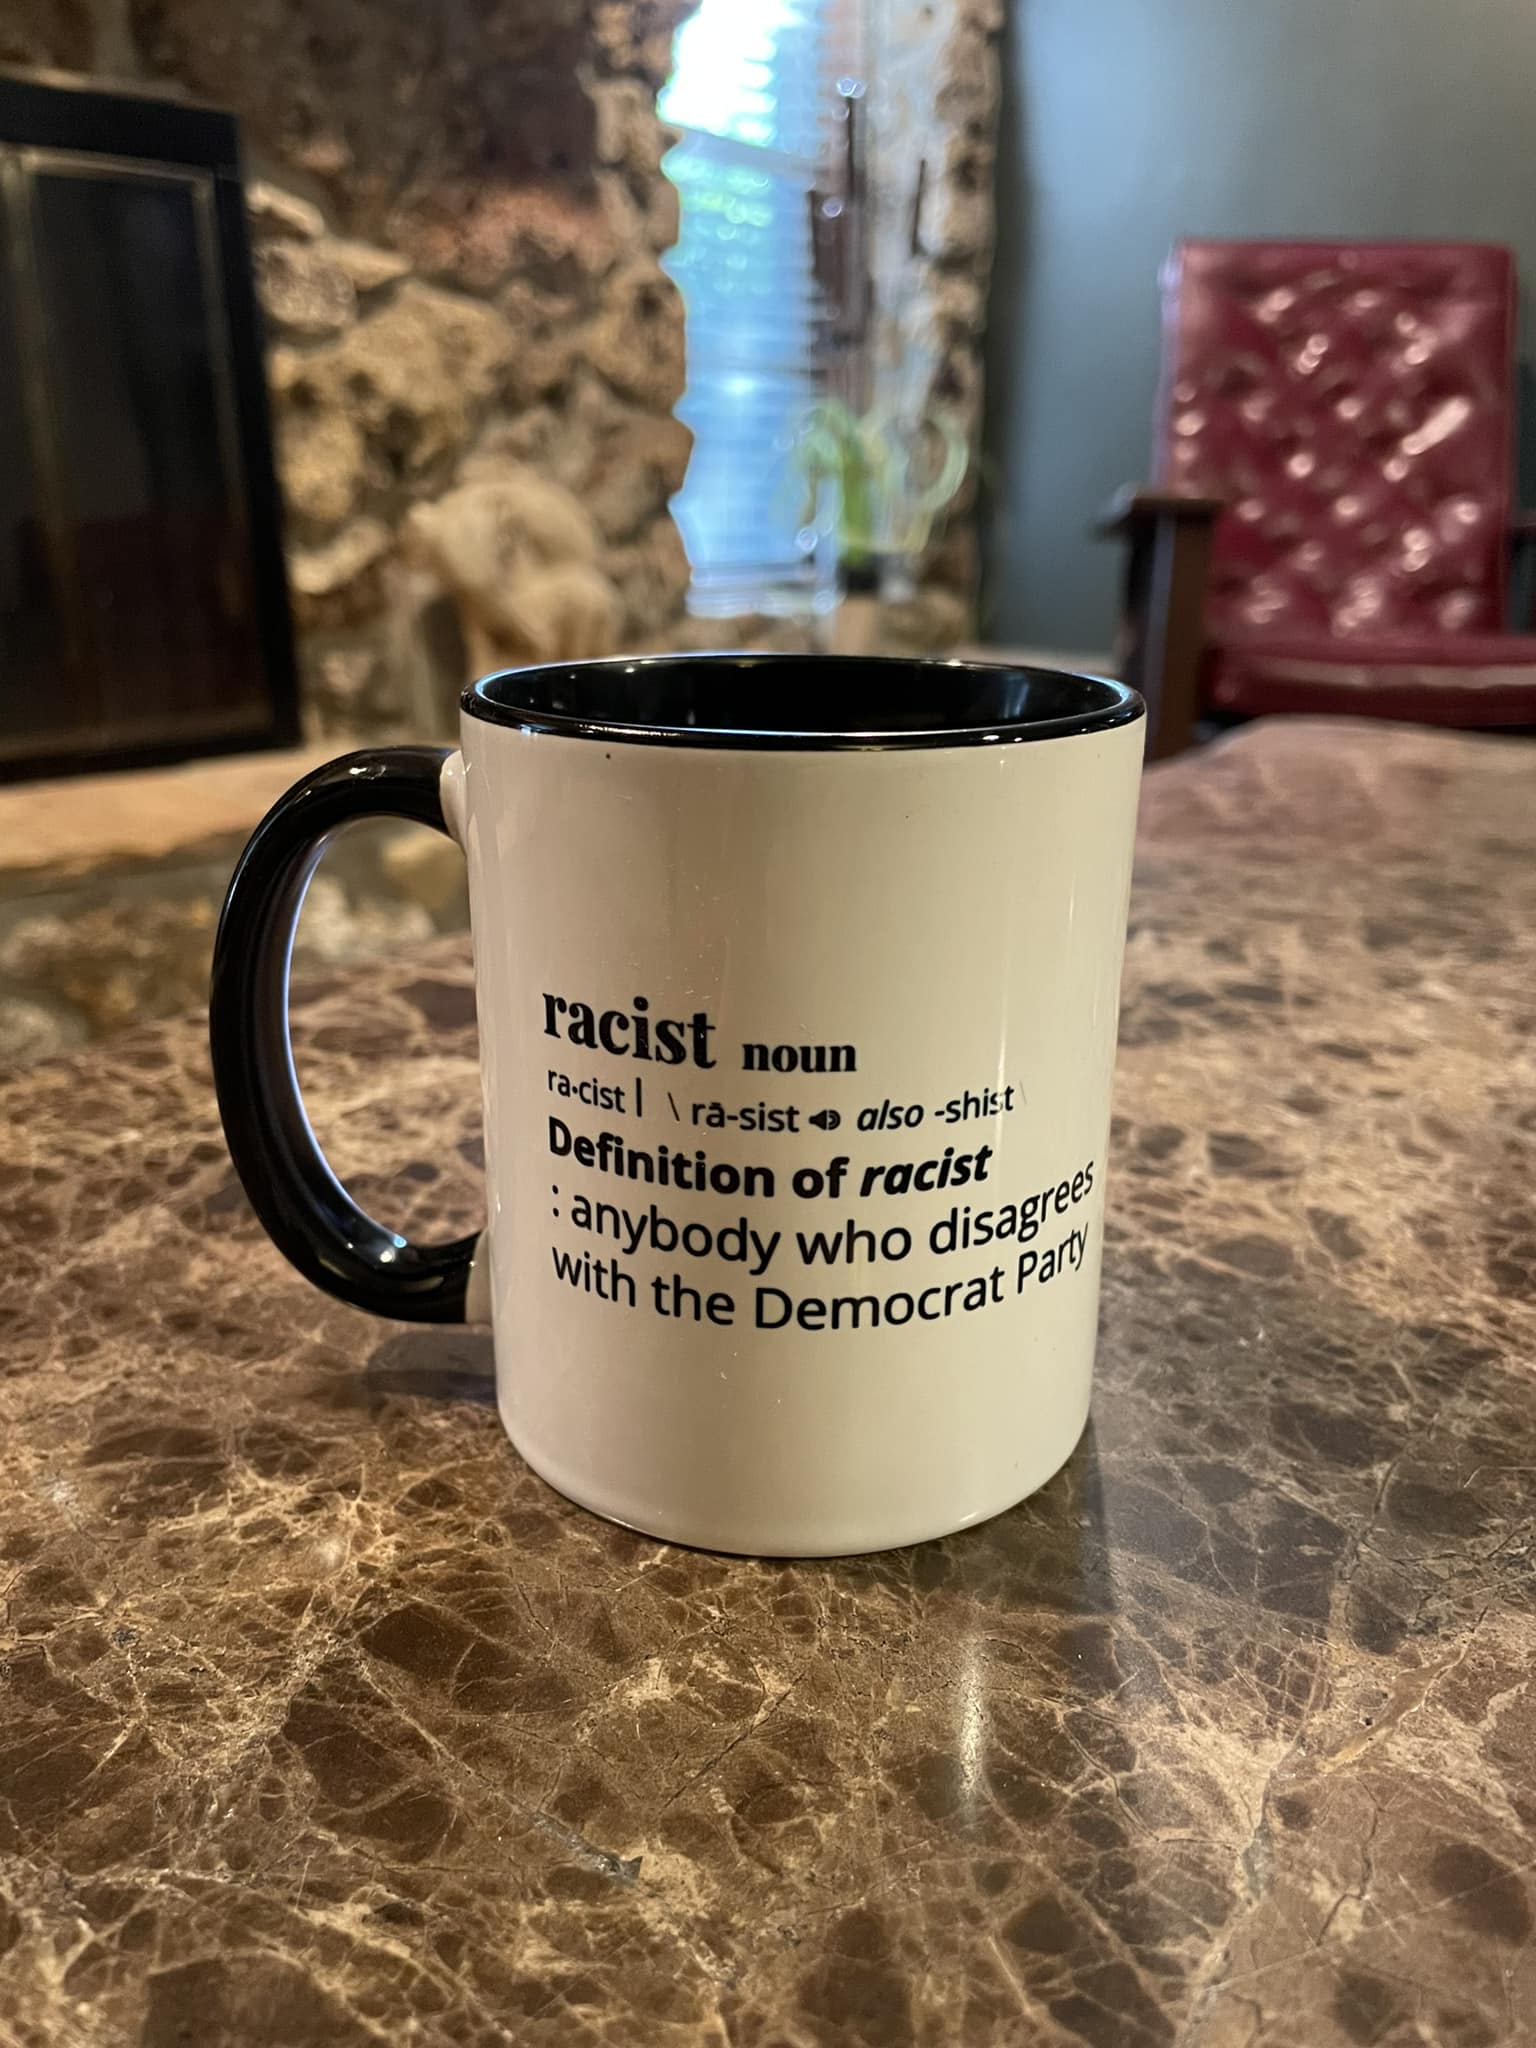 racist noun
ra·cist | \ rā-sist 🔊 also -shist \
Definition of racist
: anybody who disagrees
with the Democrat Party